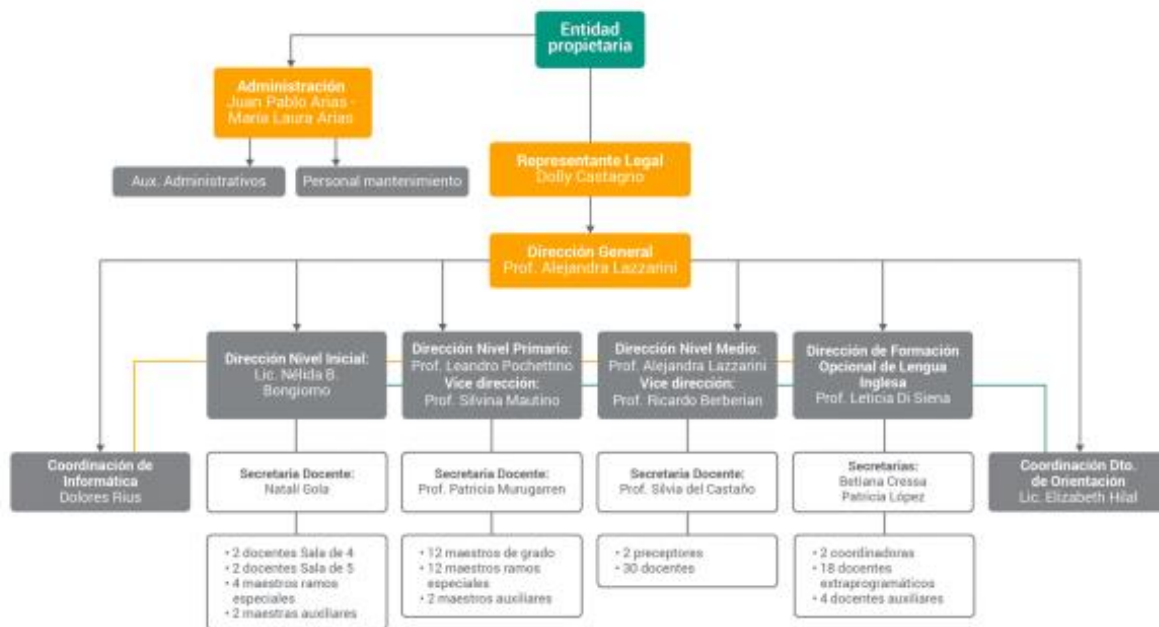 Entidad
propietaria
Administración
Juan Pablo Arias -
María Laura Arias
Aux. Administrativos
Personal mantenimiento
Representante Legal
Dolly Castagno
Dirección General
Prof. Alejandra Lazzarini
Dirección Nivel Inicial:
Lic. Nélida B.
Bongiorno
Dirección Nivel Primario:
Prof. Leandro Pochettino
Vice dirección:
Prof. Silvina Mautino
Dirección Nivel Medio:
Prof. Alejandra Lazzarini
Vice dirección:
Prof. Ricardo Berberian
Dirección de Formación
Opcional de Lengua
Inglesa
Prof. Leticia Di Siena
Coordinación de
Informática
Dolores Rius
Secretaria Docente:
Natalí Gola
Secretaria Docente:
Prof. Patricia Murugarren
Secretaria Docente:
Prof. Silvia del Castaño
Secretarias:
Betiana Cressa
Patricia López
Coordinación Dto.
de Orientación
Lic. Elizabeth Hilal
• 2 docentes Sala de 4
• 2 docentes Sala de 5
• 4 maestros ramos
especiales
• 2 maestras auxiliares
• 12 maestros de grado
• 12 maestros ramos
especiales
• 2 maestros auxiliares
• 2 preceptores
• 30 docentes
• 2 coordinadoras
• 18 docentes
extraprogramáticos
• 4 docentes auxiliares